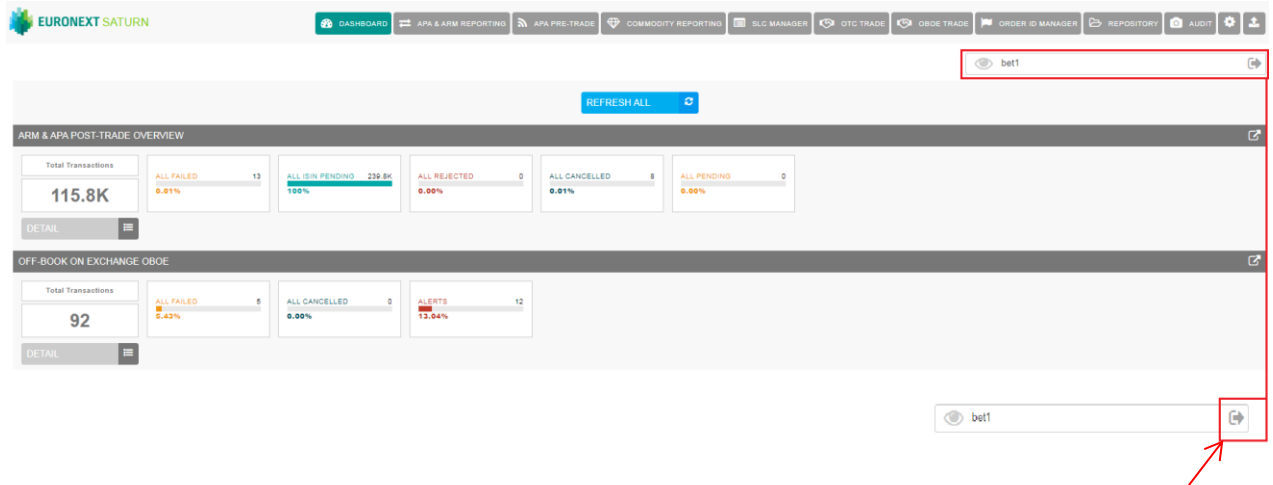 EURONEXT SATURN
DASHBOARD APA & ARM REPORTING APA PRE-TRADE COMMODITY REPORTING SLC MANAGER OTC TRADE OBOE TRADE ORDER ID MANAGER REPOSITORY AUDIT
bet1
REFRESH ALL
ARM & APA POST-TRADE OVERVIEW
Total Transactions
115.8K
DETAIL
ALL FAILED 13
0.01%
ALL ISIN PENDING 239.8K
100%
ALL REJECTED 0
0.00%
ALL CANCELLED 8
0.01%
ALL PENDING 0
0.00%
OFF-BOOK ON EXCHANGE OBOE
Total Transactions
92
DETAIL
ALL FAILED 5
5.43%
ALL CANCELLED 0
0.00%
ALERTS 12
13.04%
bet1